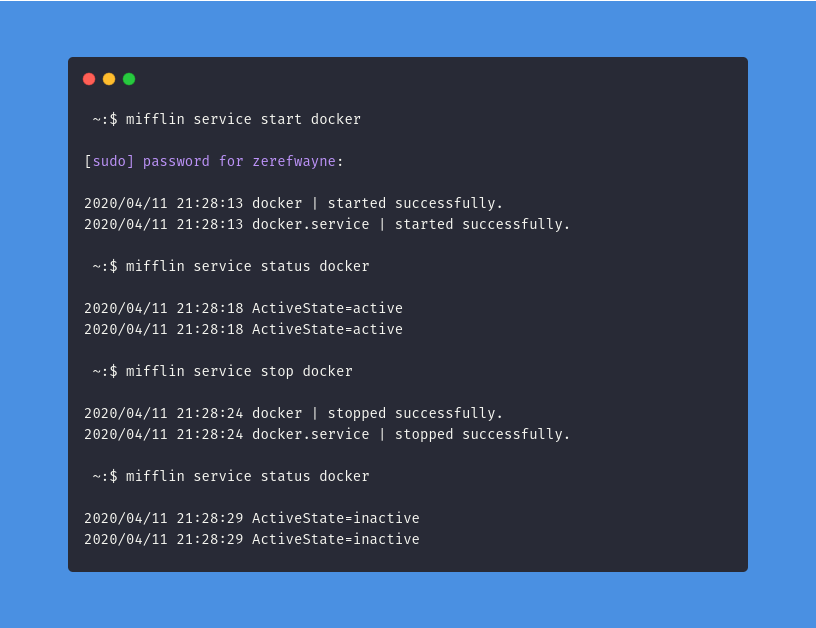 ~:$ mifflin service start docker
[sudo] password for zerefwayne:
2020/04/11 21:28:13 docker | started successfully.
2020/04/11 21:28:13 docker.service | started successfully.
~:$ mifflin service status docker
2020/04/11 21:28:18 ActiveState=active
2020/04/11 21:28:18 ActiveState=active
~:$ mifflin service stop docker
2020/04/11 21:28:24 docker | stopped successfully.
2020/04/11 21:28:24 docker.service | stopped successfully.
~:$ mifflin service status docker
2020/04/11 21:28:29 ActiveState=inactive
2020/04/11 21:28:29 ActiveState=inactive